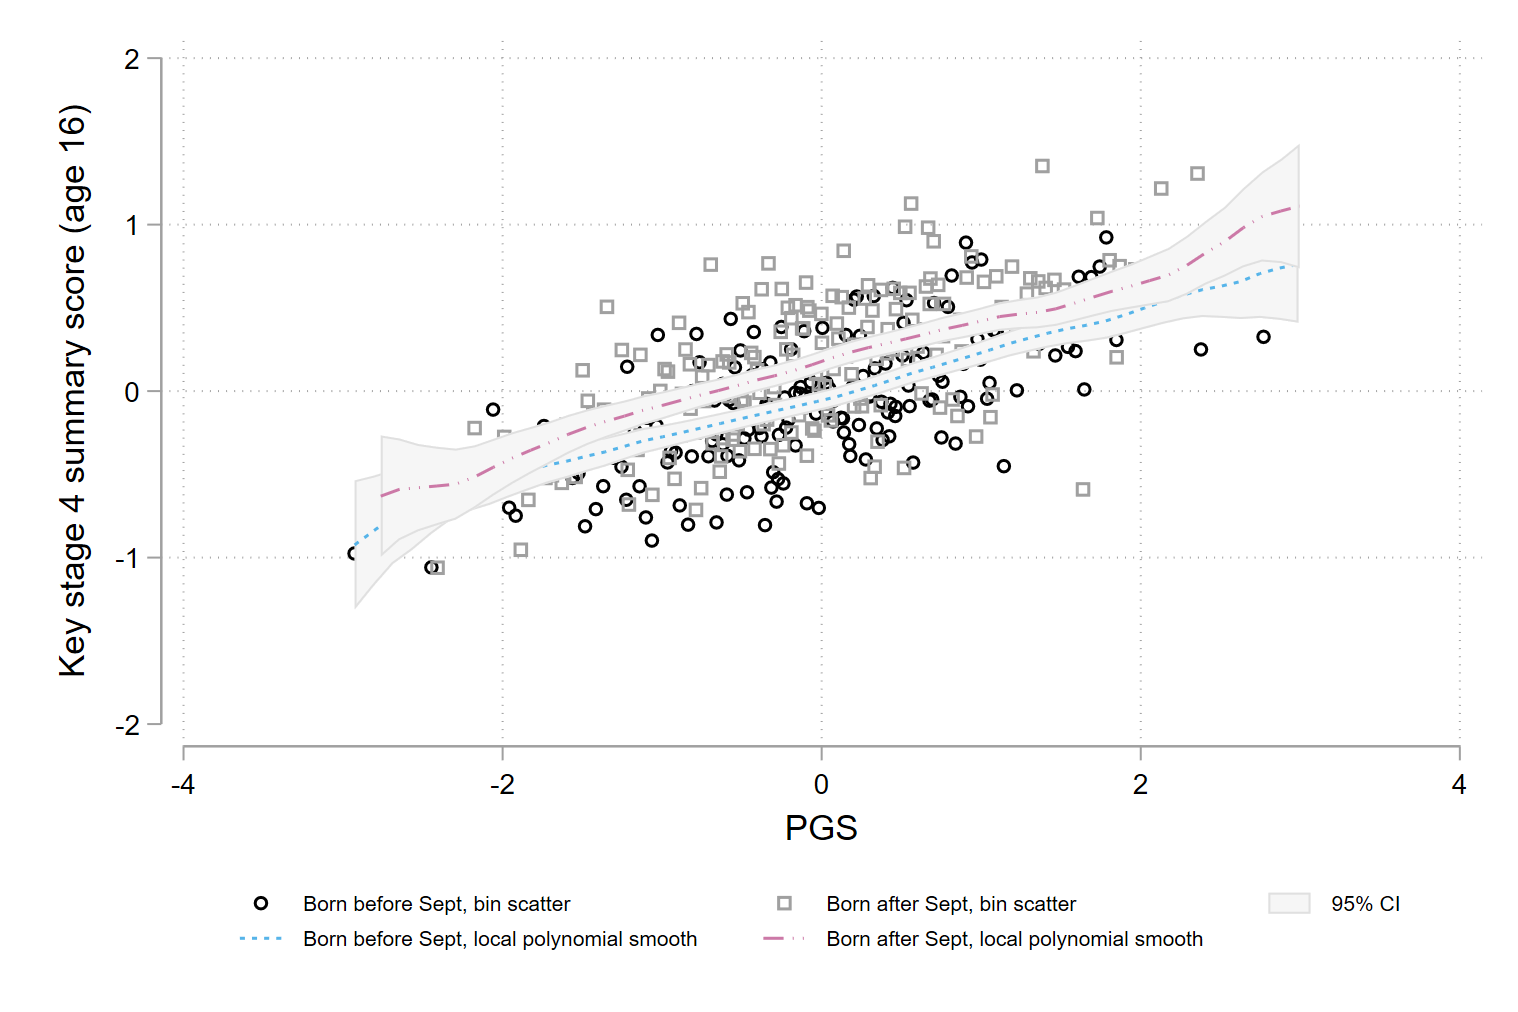 Key stage 4 summary score (age 16)
2
1
0
-1
-2
-4
-2
0
2
4
PGS
Born before Sept, bin scatter
Born after Sept, bin scatter
95% CI
Born before Sept, local polynomial smooth
Born after Sept, local polynomial smooth